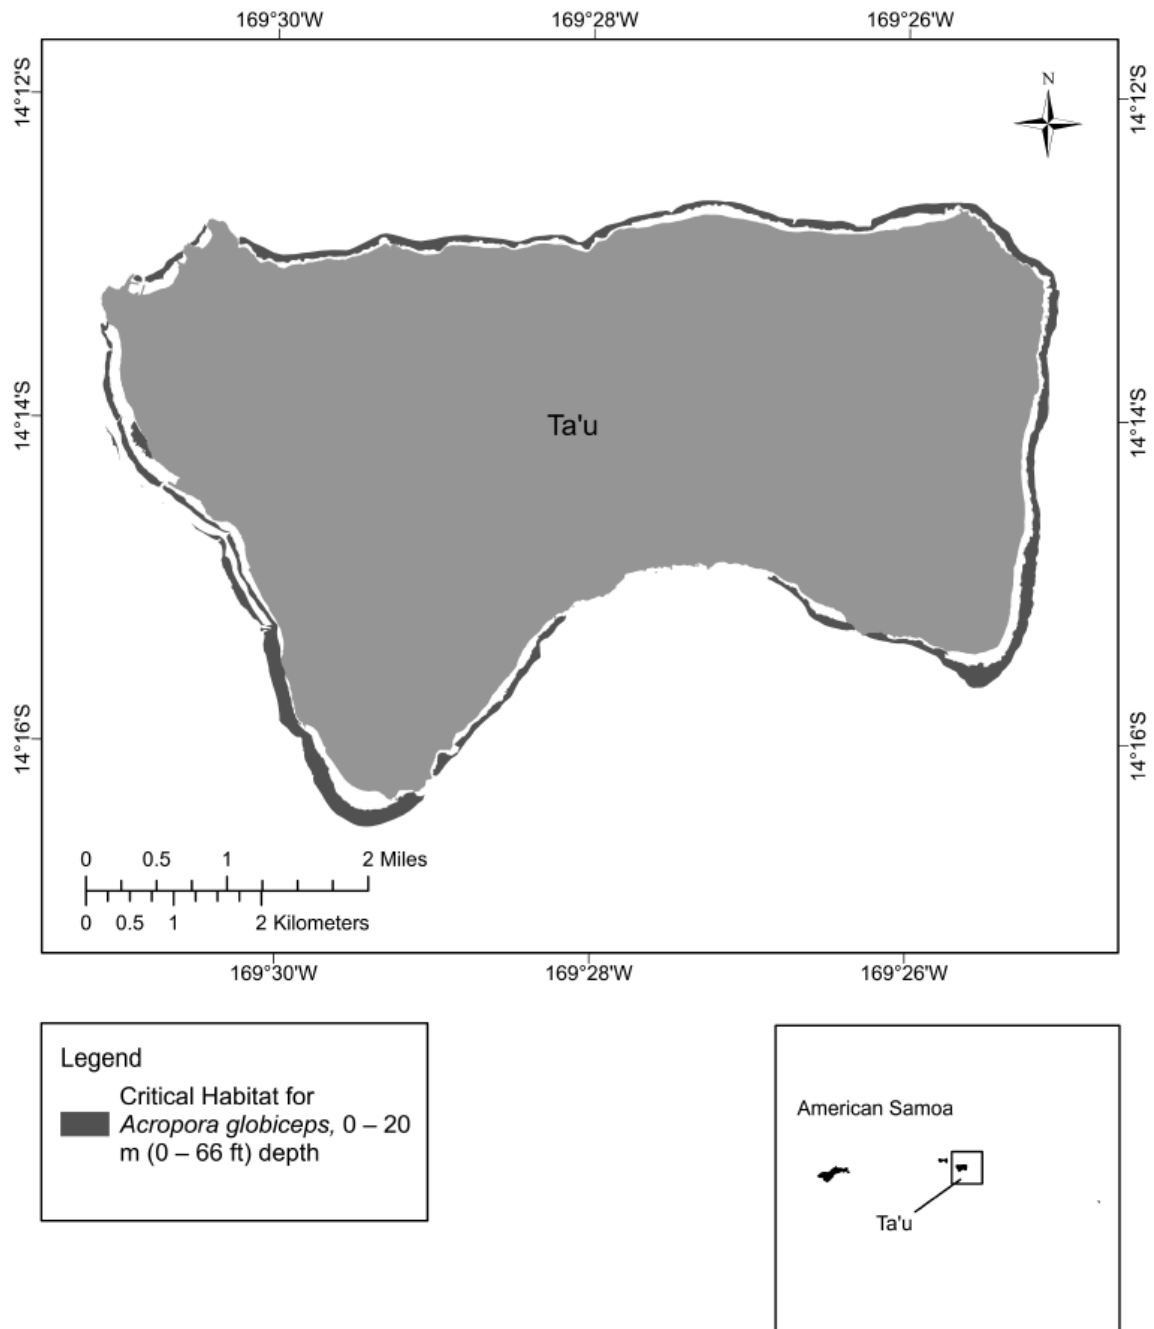 169°30'W 169°28'W 169°26'W
14°12'S 14°12'S
N
14°14'S 14°14'S
Ta'u
14°16'S 14°16'S
0 0.5 1 2 Miles
0 0.5 1 2 Kilometers
169°30'W 169°28'W 169°26'W
Legend
Critical Habitat for
Acropora globiceps, 0 – 20
m (0 – 66 ft) depth
American Samoa
Ta'u